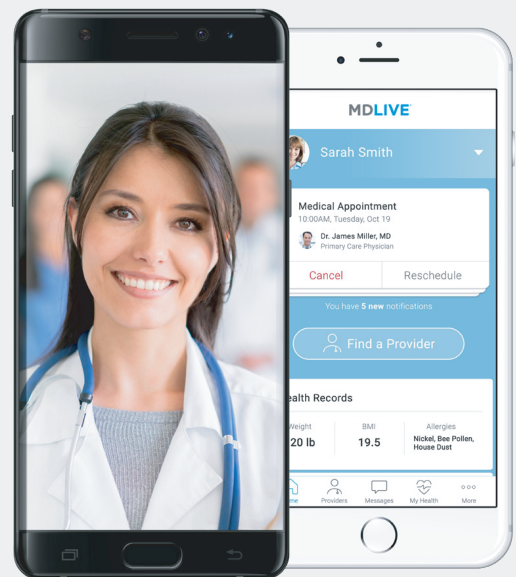 MDLIVE
Sarah Smith
Medical Appointment
10:00AM, Tuesday, Oct 19
Dr. James Miller, MD
Primary Care Physician
Cancel Reschedule
You have 5 new notifications
Find a Provider
ealth Records
Weight BMI Allergies
20 lb 19.5 Nickel, Bee Pollen,
House Dust
me Providers Messages My Health More